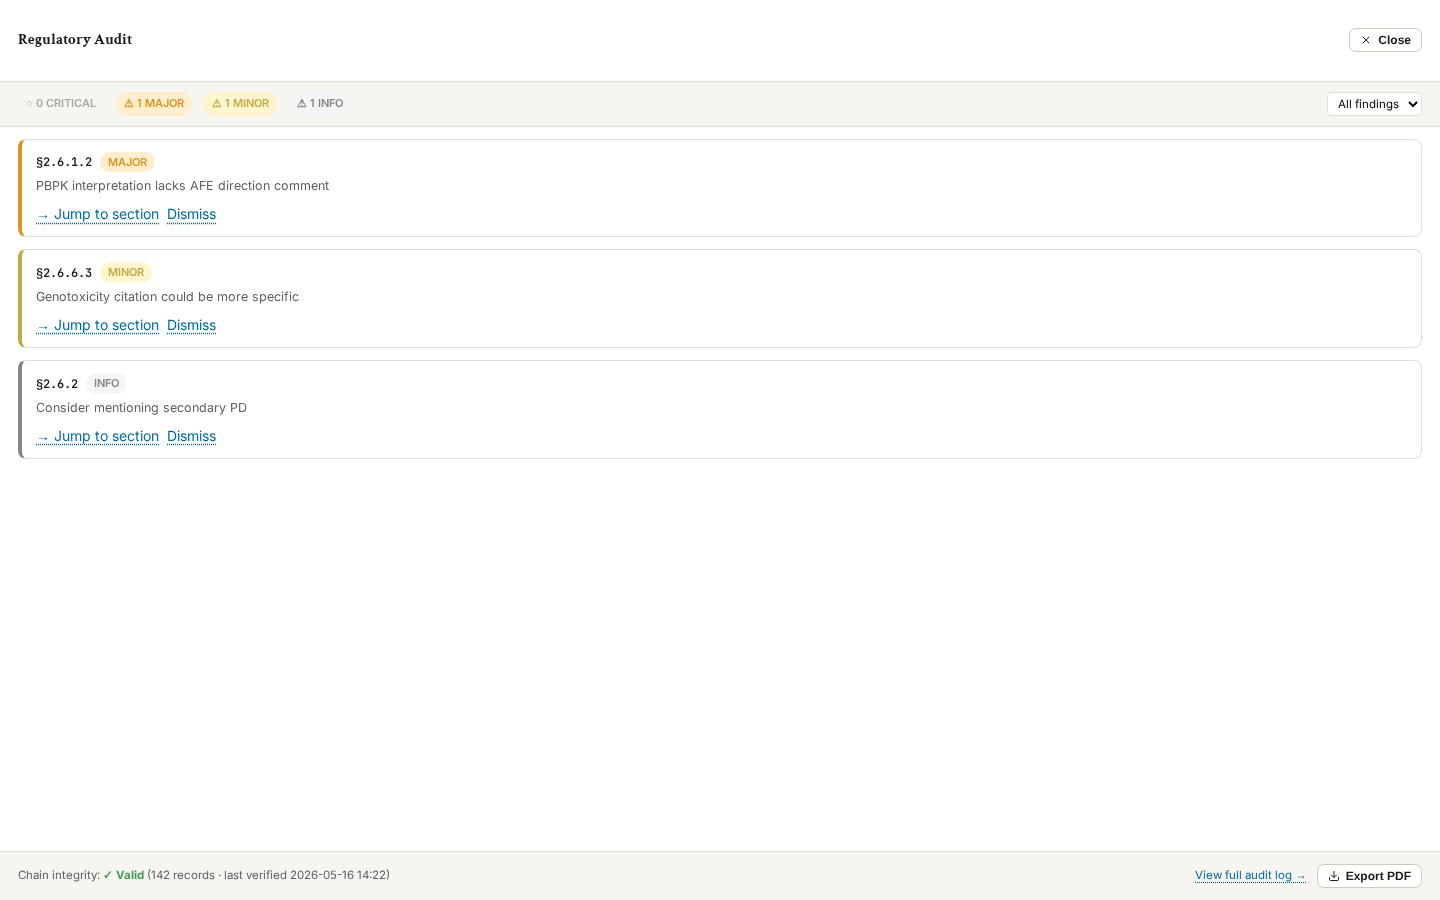 Regulatory Audit
× Close
○ 0 CRITICAL ⚠ 1 MAJOR ⚠ 1 MINOR ⚠ 1 INFO
All findings
§2.6.1.2 MAJOR
PBPK interpretation lacks AFE direction comment
→ Jump to section Dismiss
§2.6.6.3 MINOR
Genotoxicity citation could be more specific
→ Jump to section Dismiss
§2.6.2 INFO
Consider mentioning secondary PD
→ Jump to section Dismiss
Chain integrity: ✓ Valid (142 records · last verified 2026-05-16 14:22)
View full audit log →
Export PDF